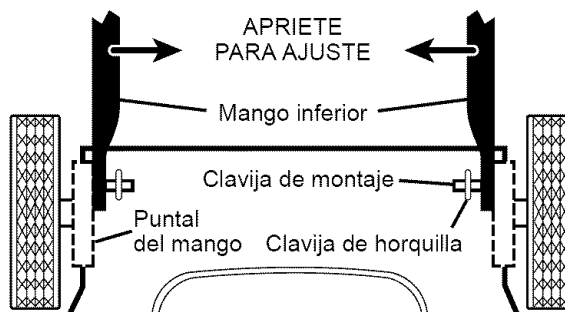 APRIETE
PARA AJUSTE
Mango inferior
Clavija de montaje
Puntal
del mango
Clavija de horquilla